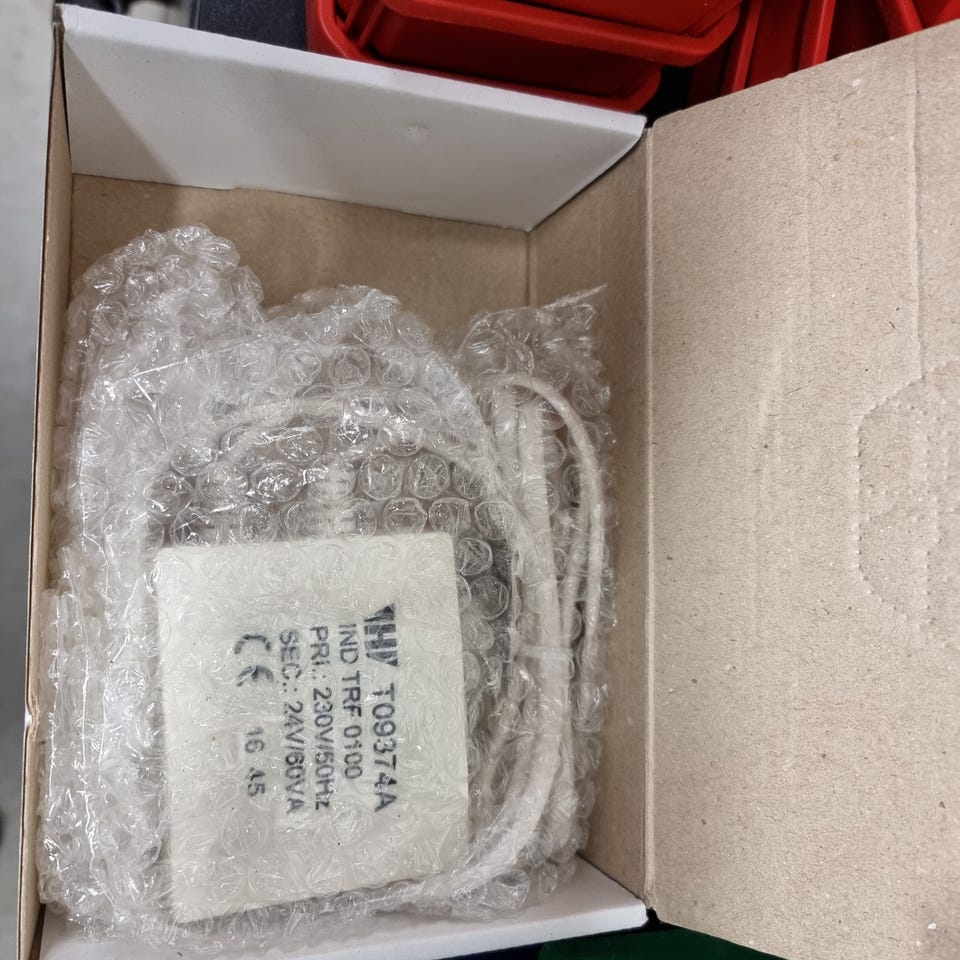 T09374A
IND TRF 0100
PRI.: 230V/50Hz
SEC.: 24V/60VA
CE 16 45